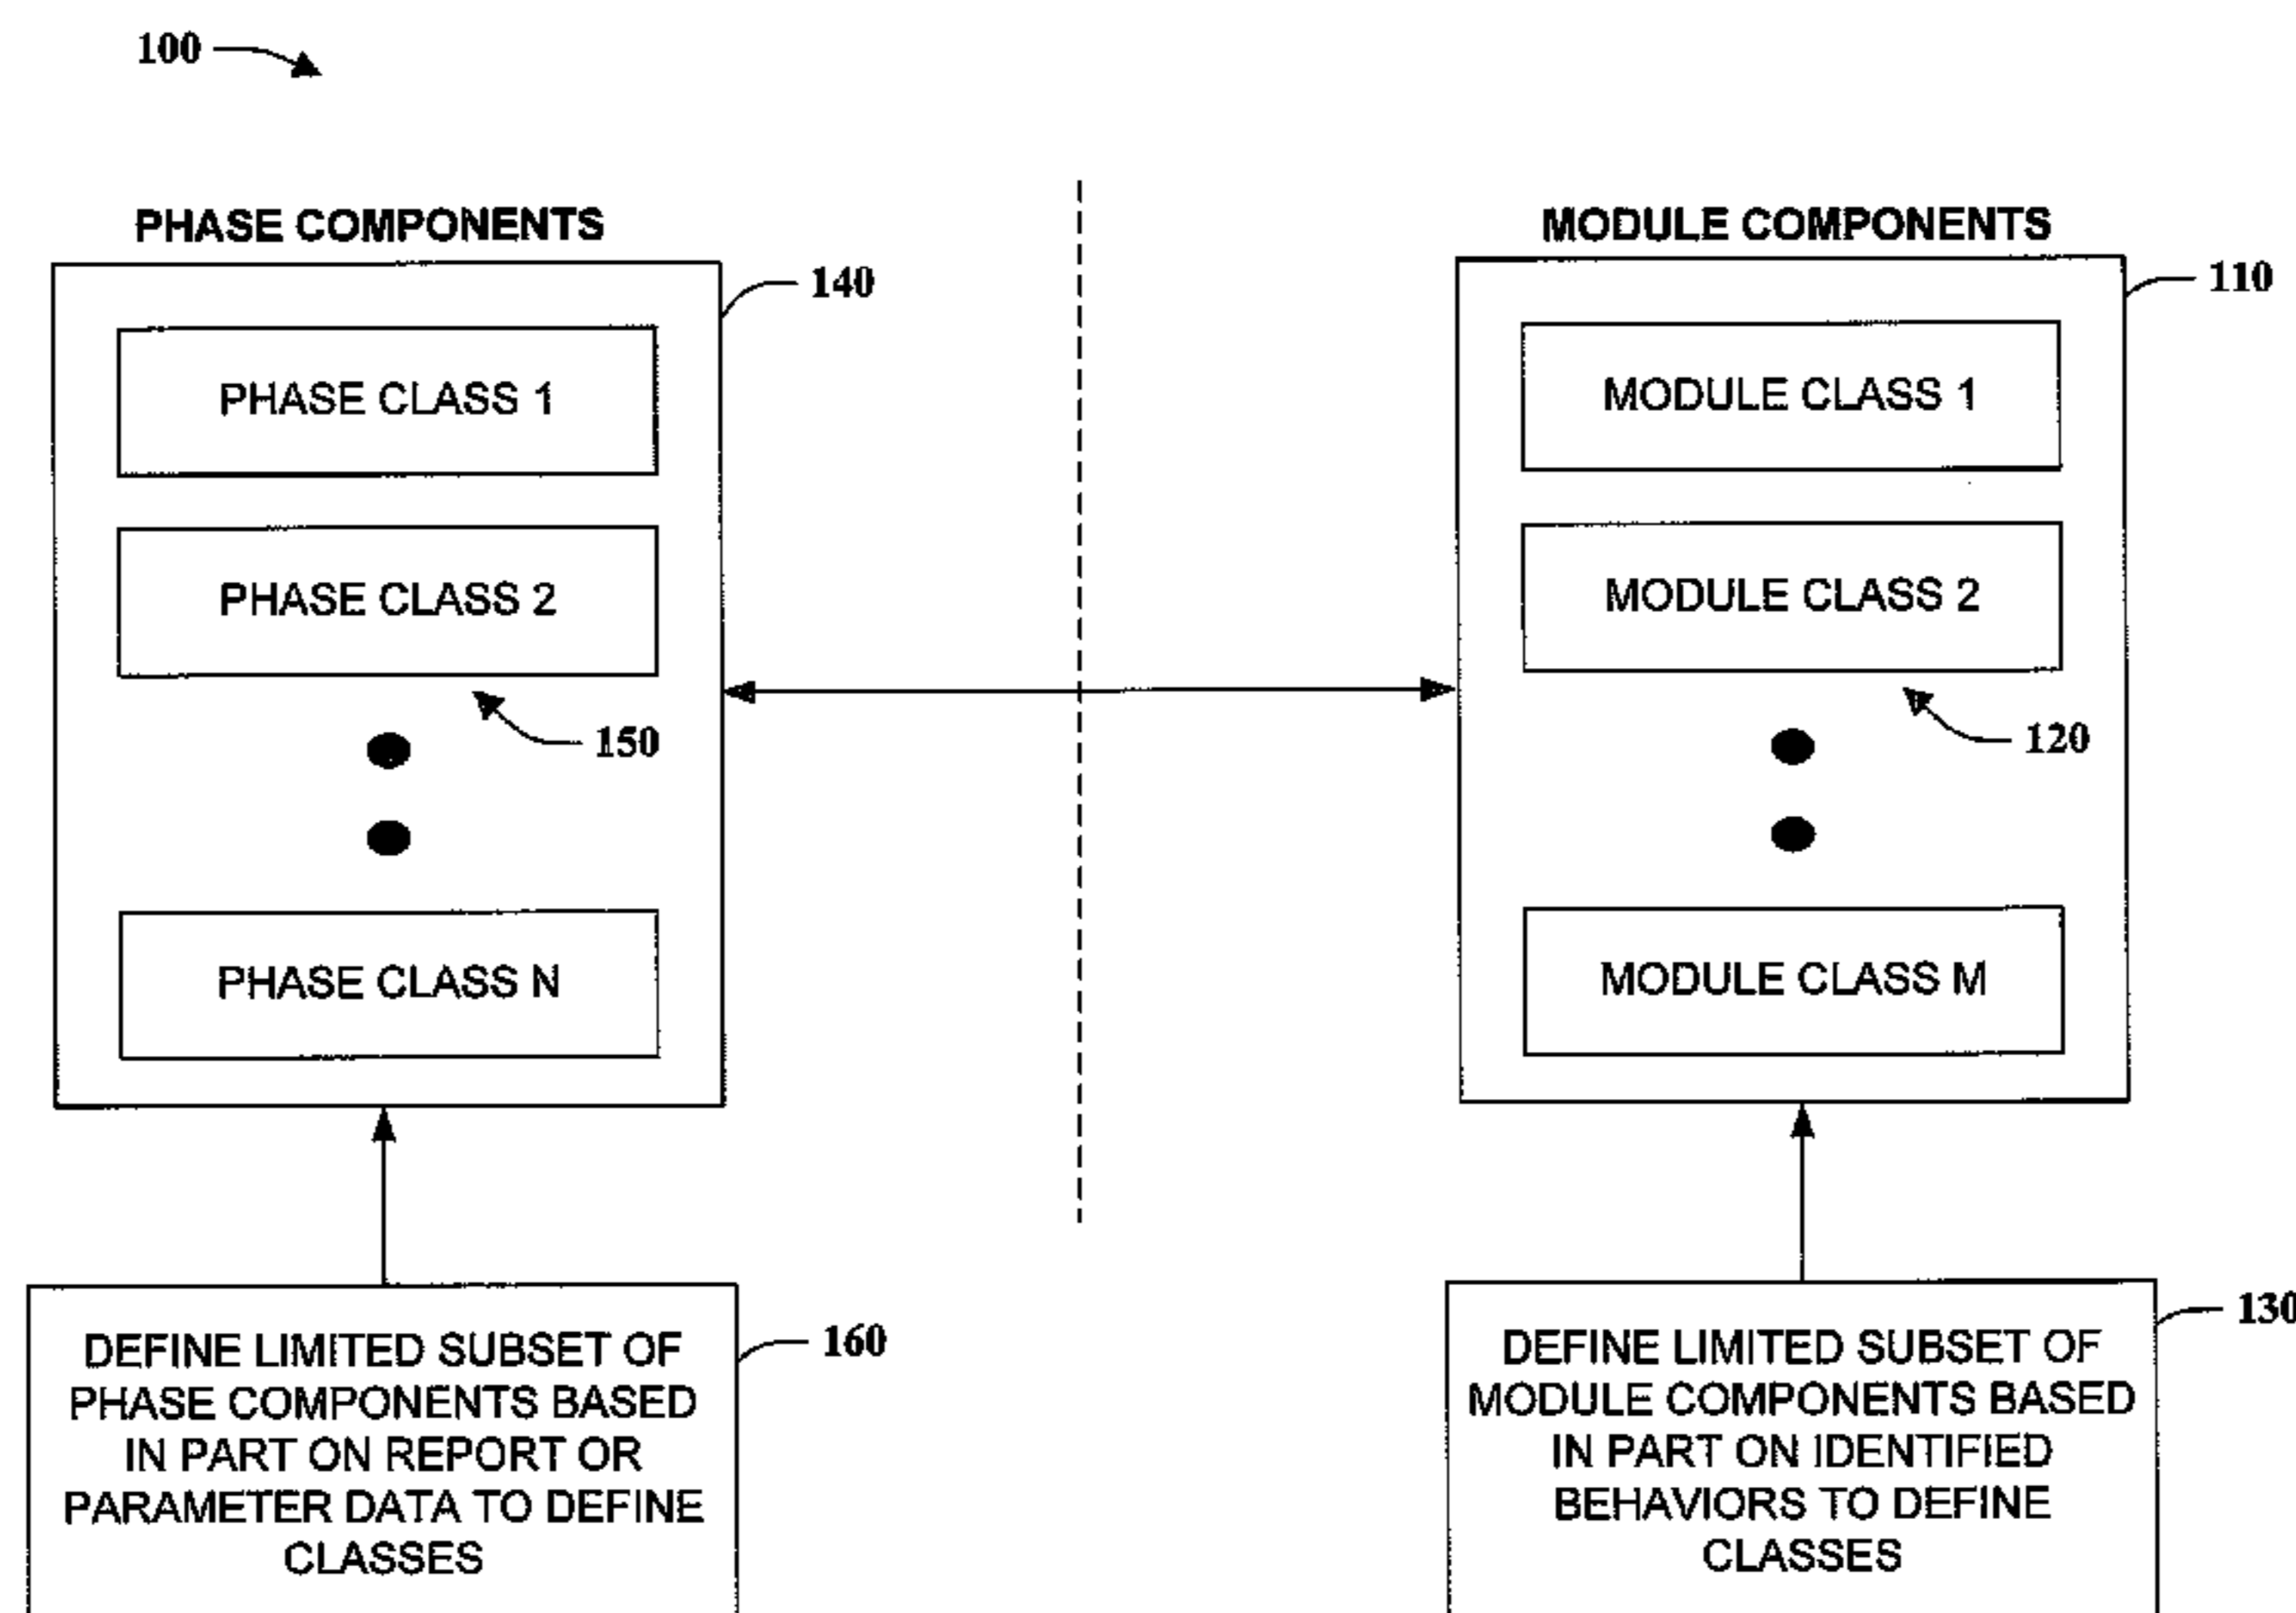 100
PHASE COMPONENTS
140
PHASE CLASS 1
PHASE CLASS 2
150
PHASE CLASS N
160
DEFINE LIMITED SUBSET OF
PHASE COMPONENTS BASED
IN PART ON REPORT OR
PARAMETER DATA TO DEFINE
CLASSES
MODULE COMPONENTS
110
MODULE CLASS 1
MODULE CLASS 2
120
MODULE CLASS M
130
DEFINE LIMITED SUBSET OF
MODULE COMPONENTS BASED
IN PART ON IDENTIFIED
BEHAVIORS TO DEFINE
CLASSES